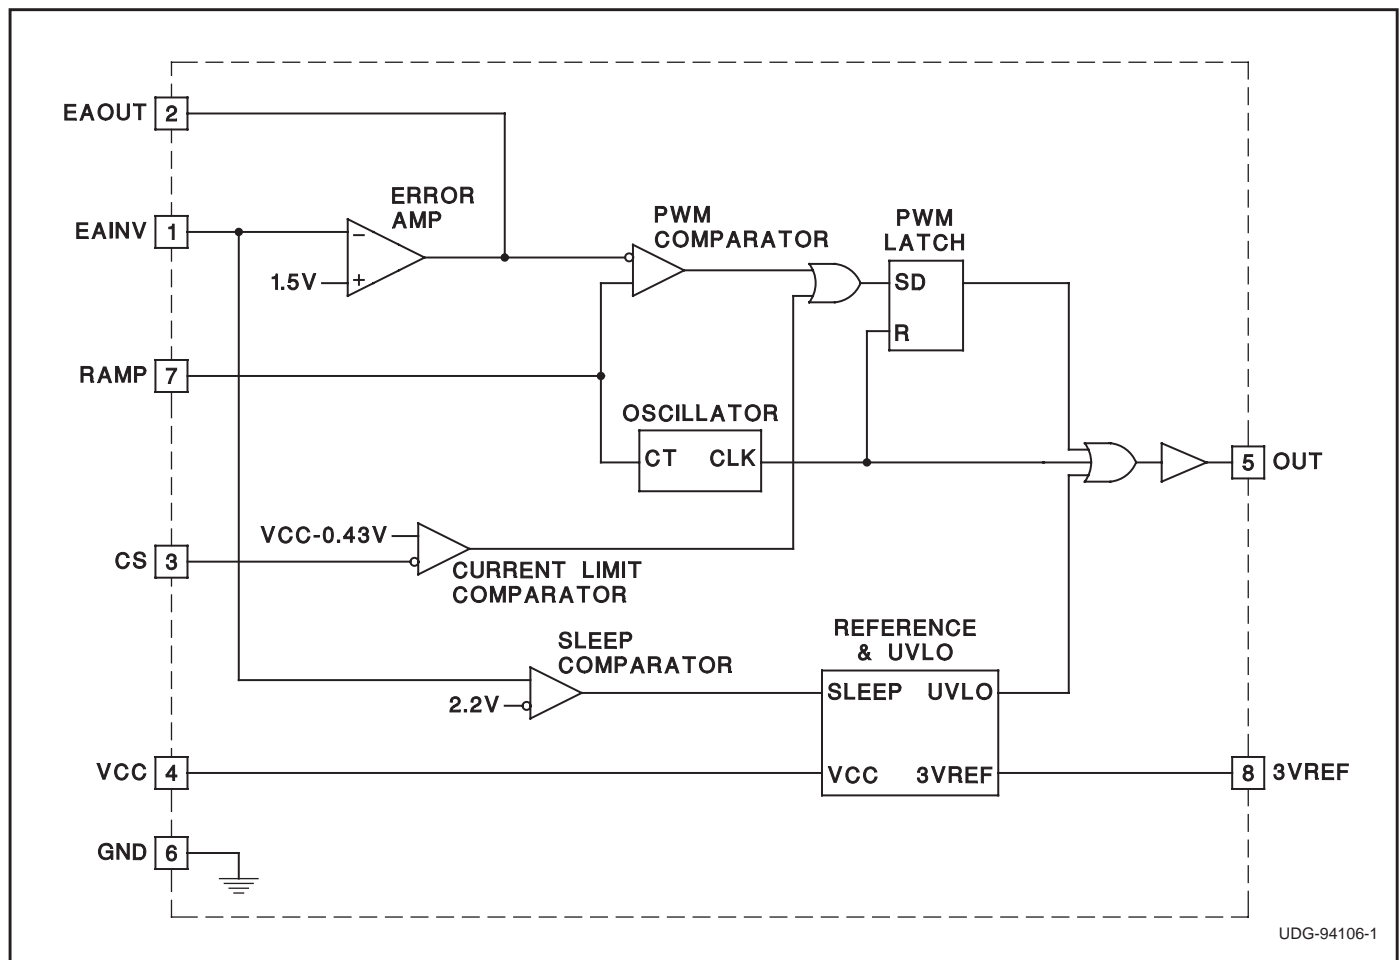 EAOUT 2
ERROR
AMP
EAINV 1
−
1.5V
+
PWM
COMPARATOR
PWM
LATCH
SD
R
RAMP 7
OSCILLATOR
CT CLK
5 OUT
VCC-0.43V
CS 3
CURRENT LIMIT
COMPARATOR
SLEEP
COMPARATOR
2.2V
REFERENCE
& UVLO
SLEEP UVLO
VCC 4
VCC 3VREF
8 3VREF
GND 6
UDG-94106-1